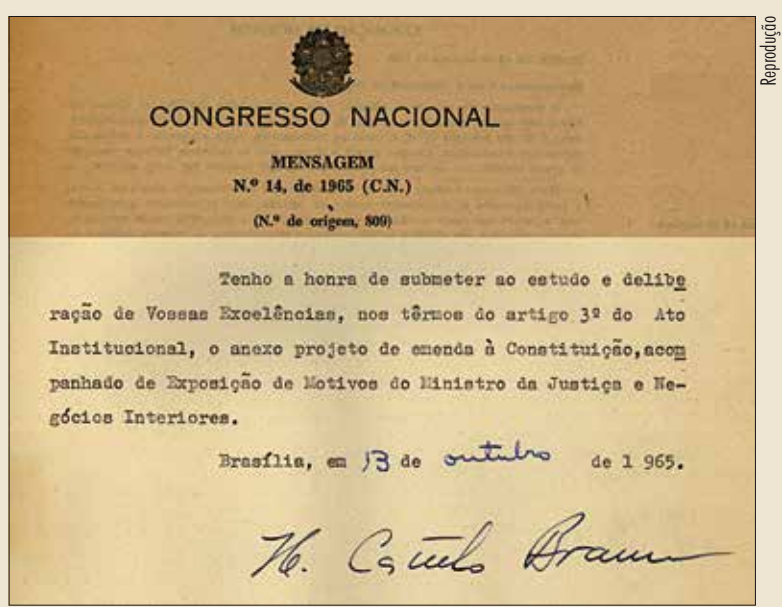 Reprodução
CONGRESSO NACIONAL
MENSAGEM
N.º 14, de 1965 (C.N.)
(N.º de origem, 809)
Tenho a honra de submeter ao estudo e delibe
ração de Vossas Excelências, nos têrmos do artigo 3º do Ato
Institucional, o anexo projeto de emenda à Constituição,acom
panhado de Exposição de Motivos do Ministro da Justiça e Ne-
gócios Interiores.
Brasília, em 13 de outubro de 1 965.
H. Castelo Branco